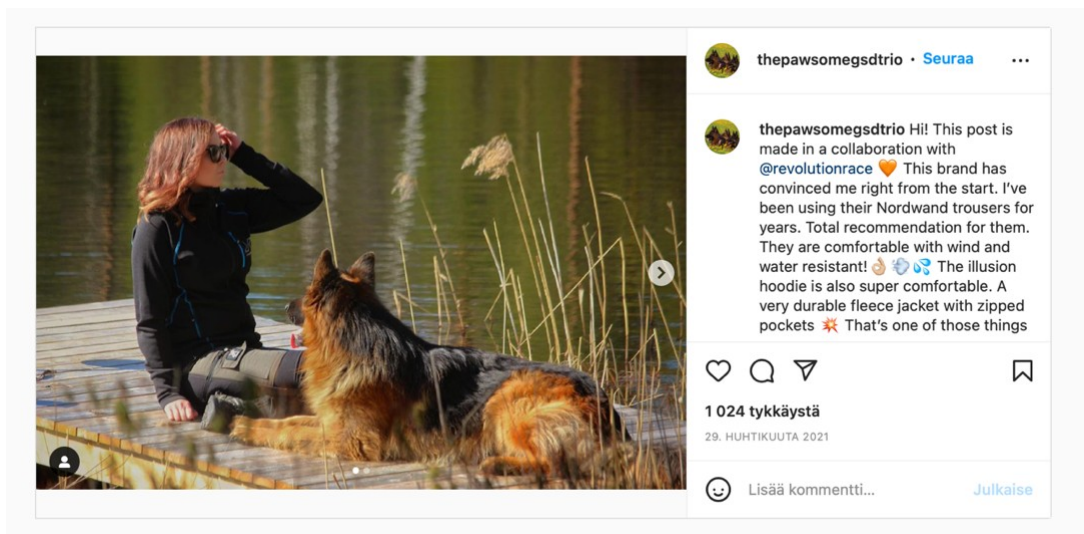 thepawsomegsdtrio • Seuraa
thepawsomegsdtrio Hi! This post is
made in a collaboration with
@revolutionrace 🧡 This brand has
convinced me right from the start. I've
been using their Nordwand trousers for
years. Total recommendation for them.
They are comfortable with wind and
water resistant! 👌🏼 💨 💦 The illusion
hoodie is also super comfortable. A
very durable fleece jacket with zipped
pockets 💥 That's one of those things
1 024 tykkäystä
29. HUHTIKUUTA 2021
Lisää kommentti...
Julkaise